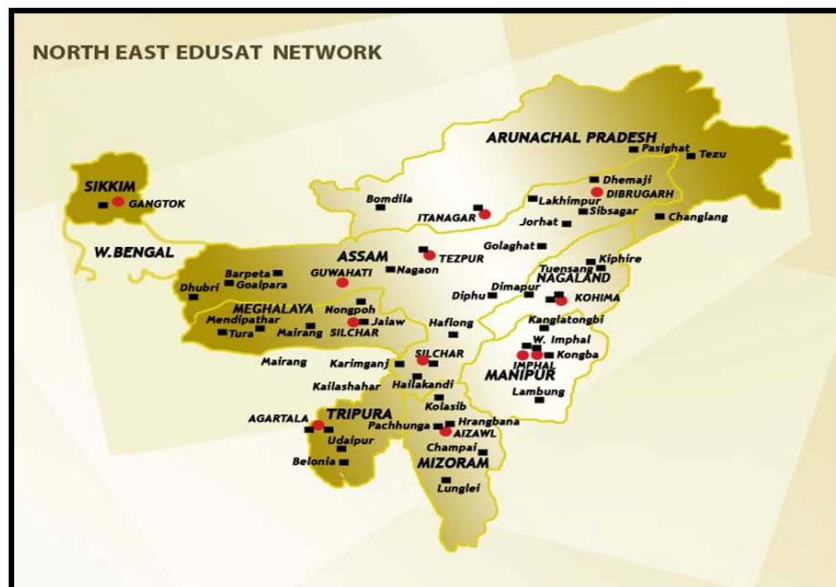 NORTH EAST EDUSAT NETWORK
ARUNACHAL PRADESH
Pasighat
Tezu
Dhemaji
SIKKIM
DIBRUGARH
GANGTOK
Bomdila
Lakhimpur
ITANAGAR
Sibsagar
Jorhat
Changlang
W.BENGAL
Golaghat
ASSAM
TEZPUR
Kiphire
Barpeta
GUWAHATI
Nagaon
Tuensang
NAGALAND
Dhubri
Goalpara
Dimapur
Diphu
KOHIMA
MEGHALAYA
Nongpoh
Mendipathar
Jaiaw
Kanglatongbi
Tura
Mairang
SILCHAR
Haflong
W. Imphal
SILCHAR
Mairang
Karimganj
IMPHAL
Kongba
MANIPUR
Kailashahar
Hailakandi
Lambung
Kolasib
AGARTALA
TRIPURA
Pachhunga
Hrangbana
AIZAWL
Udaipur
Champai
Belonia
MIZORAM
Lunglei